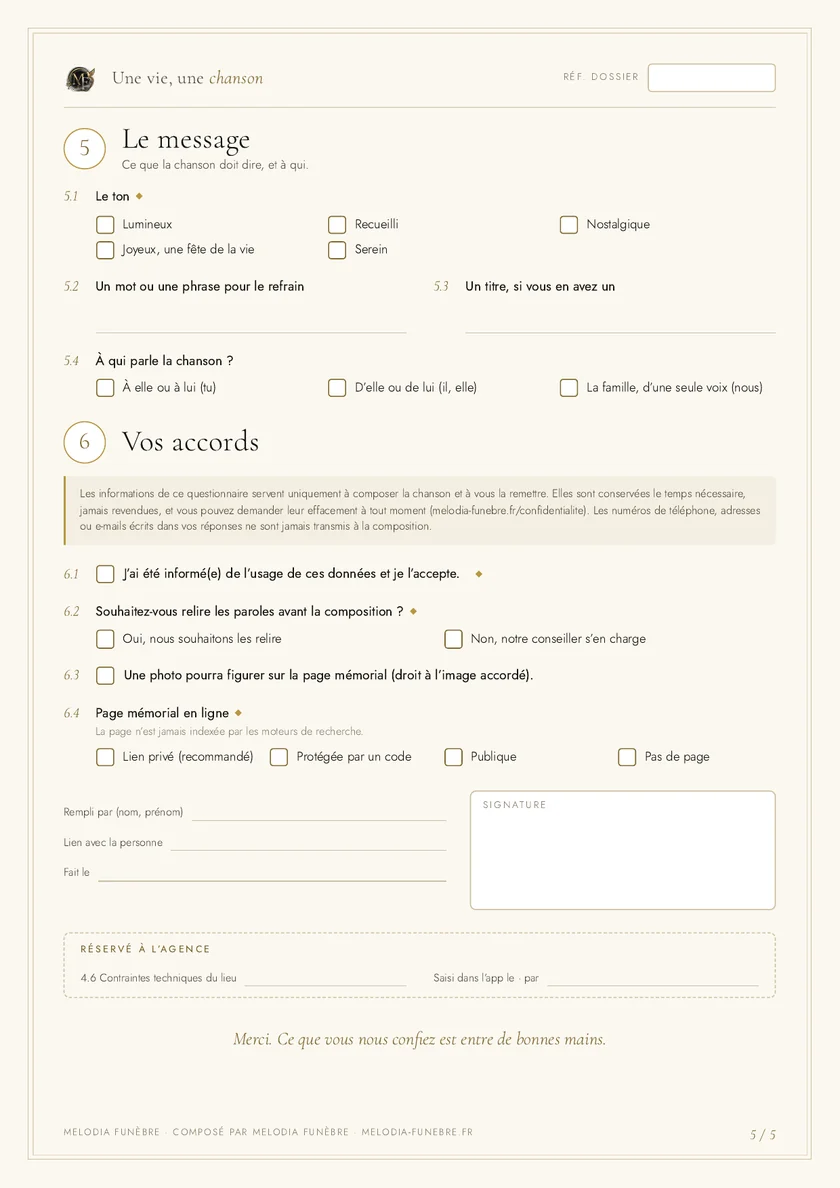 MF
Une vie, une chanson
RÉF. DOSSIER
5
Le message
Ce que la chanson doit dire, et à qui.
5.1 Le ton ◆
Lumineux Recueilli Nostalgique
Joyeux, une fête de la vie Serein
5.2 Un mot ou une phrase pour le refrain 5.3 Un titre, si vous en avez un
5.4 À qui parle la chanson ?
À elle ou à lui (tu) D’elle ou de lui (il, elle) La famille, d’une seule voix (nous)
6
Vos accords
Les informations de ce questionnaire servent uniquement à composer la chanson et à vous la remettre. Elles sont conservées le temps nécessaire,
jamais revendues, et vous pouvez demander leur effacement à tout moment (melodia-funebre.fr/confidentialite). Les numéros de téléphone, adresses
ou e-mails écrits dans vos réponses ne sont jamais transmis à la composition.
6.1 J’ai été informé(e) de l’usage de ces données et je l’accepte. ◆
6.2 Souhaitez-vous relire les paroles avant la composition ? ◆
Oui, nous souhaitons les relire Non, notre conseiller s’en charge
6.3 Une photo pourra figurer sur la page mémorial (droit à l’image accordé).
6.4 Page mémorial en ligne ◆
La page n’est jamais indexée par les moteurs de recherche.
Lien privé (recommandé) Protégée par un code Publique Pas de page
Rempli par (nom, prénom)
Lien avec la personne
Fait le
SIGNATURE
RÉSERVÉ À L’AGENCE
4.6 Contraintes techniques du lieu Saisi dans l’app le · par
Merci. Ce que vous nous confiez est entre de bonnes mains.
MELODIA FUNÈBRE · COMPOSÉ PAR MELODIA FUNÈBRE · MELODIA-FUNEBRE.FR 5 / 5